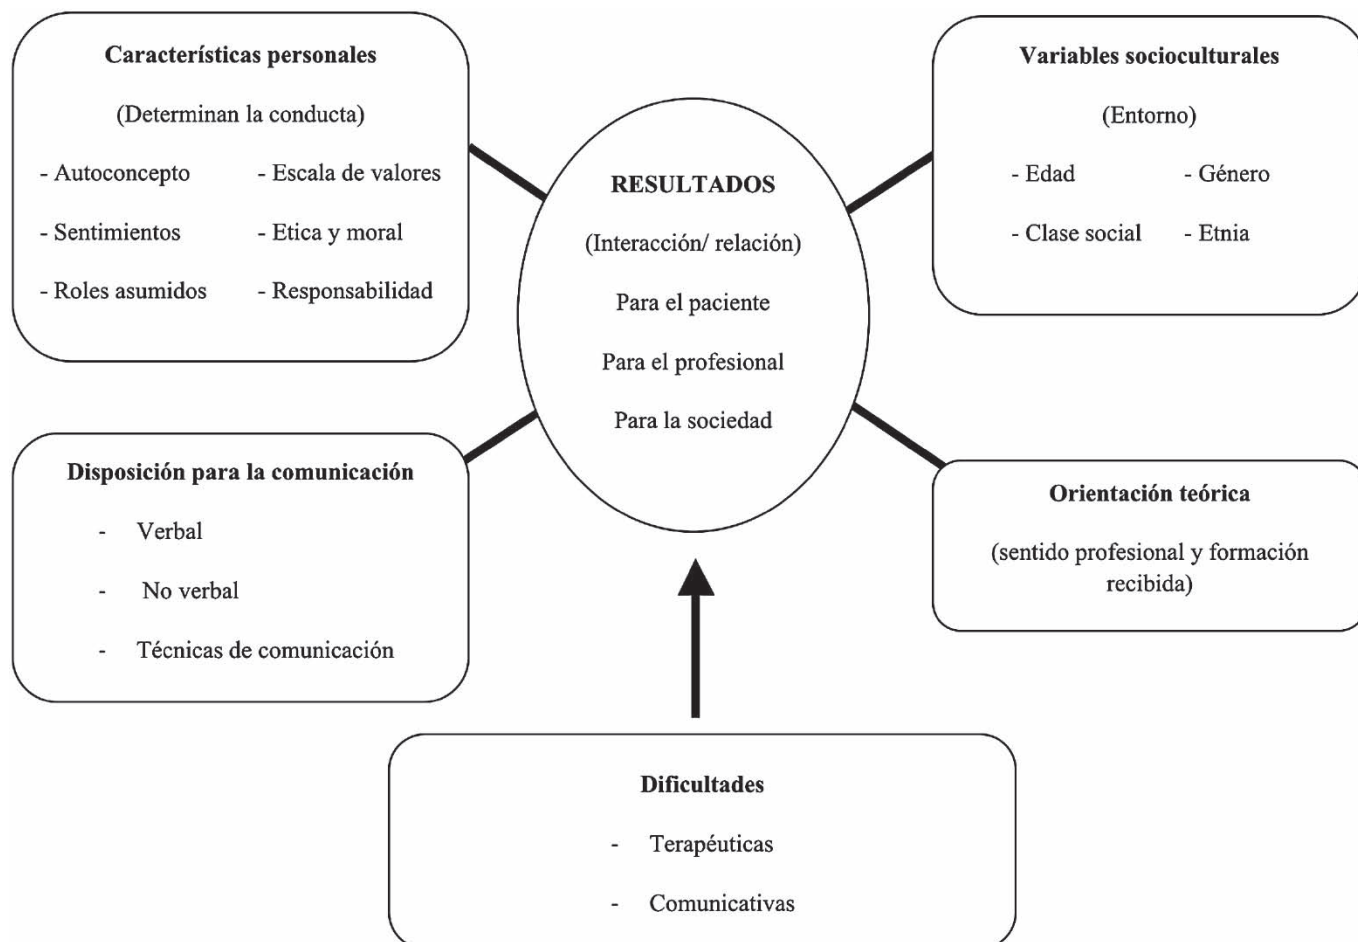 Características personales
(Determinan la conducta)
- Autoconcepto - Escala de valores
- Sentimientos - Etica y moral
- Roles asumidos - Responsabilidad
RESULTADOS
(Interacción/ relación)
Para el paciente
Para el profesional
Para la sociedad
Variables socioculturales
(Entorno)
- Edad - Género
- Clase social - Etnia
Disposición para la comunicación
- Verbal
- No verbal
- Técnicas de comunicación
Orientación teórica
(sentido profesional y formación
recibida)
Dificultades
- Terapéuticas
- Comunicativas